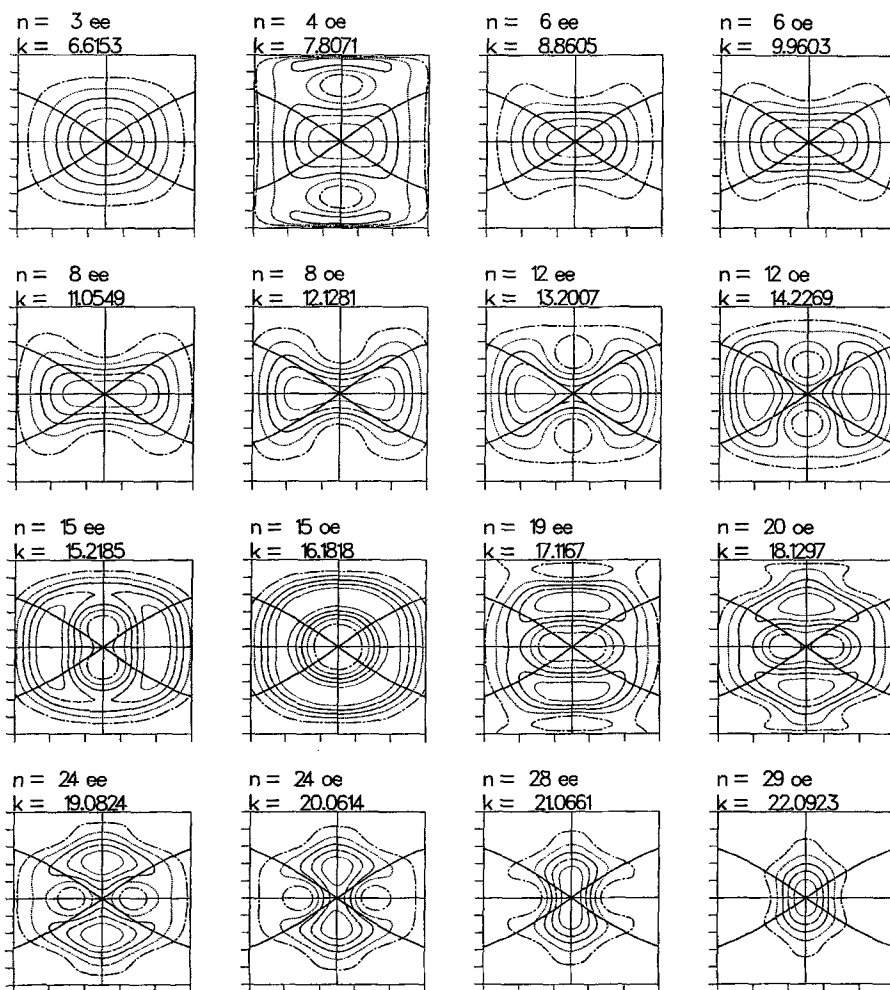 n = 3 ee
k = 6.6153
n = 4 oe
k = 7.8071
n = 6 ee
k = 8.8605
n = 6 oe
k = 9.9603
n = 8 ee
k = 11.0549
n = 8 oe
k = 12.1281
n = 12 ee
k = 13.2007
n = 12 oe
k = 14.2269
n = 15 ee
k = 15.2185
n = 15 oe
k = 16.1818
n = 19 ee
k = 17.1167
n = 20 oe
k = 18.1297
n = 24 ee
k = 19.0824
n = 24 oe
k = 20.0614
n = 28 ee
k = 21.0661
n = 29 oe
k = 22.0923